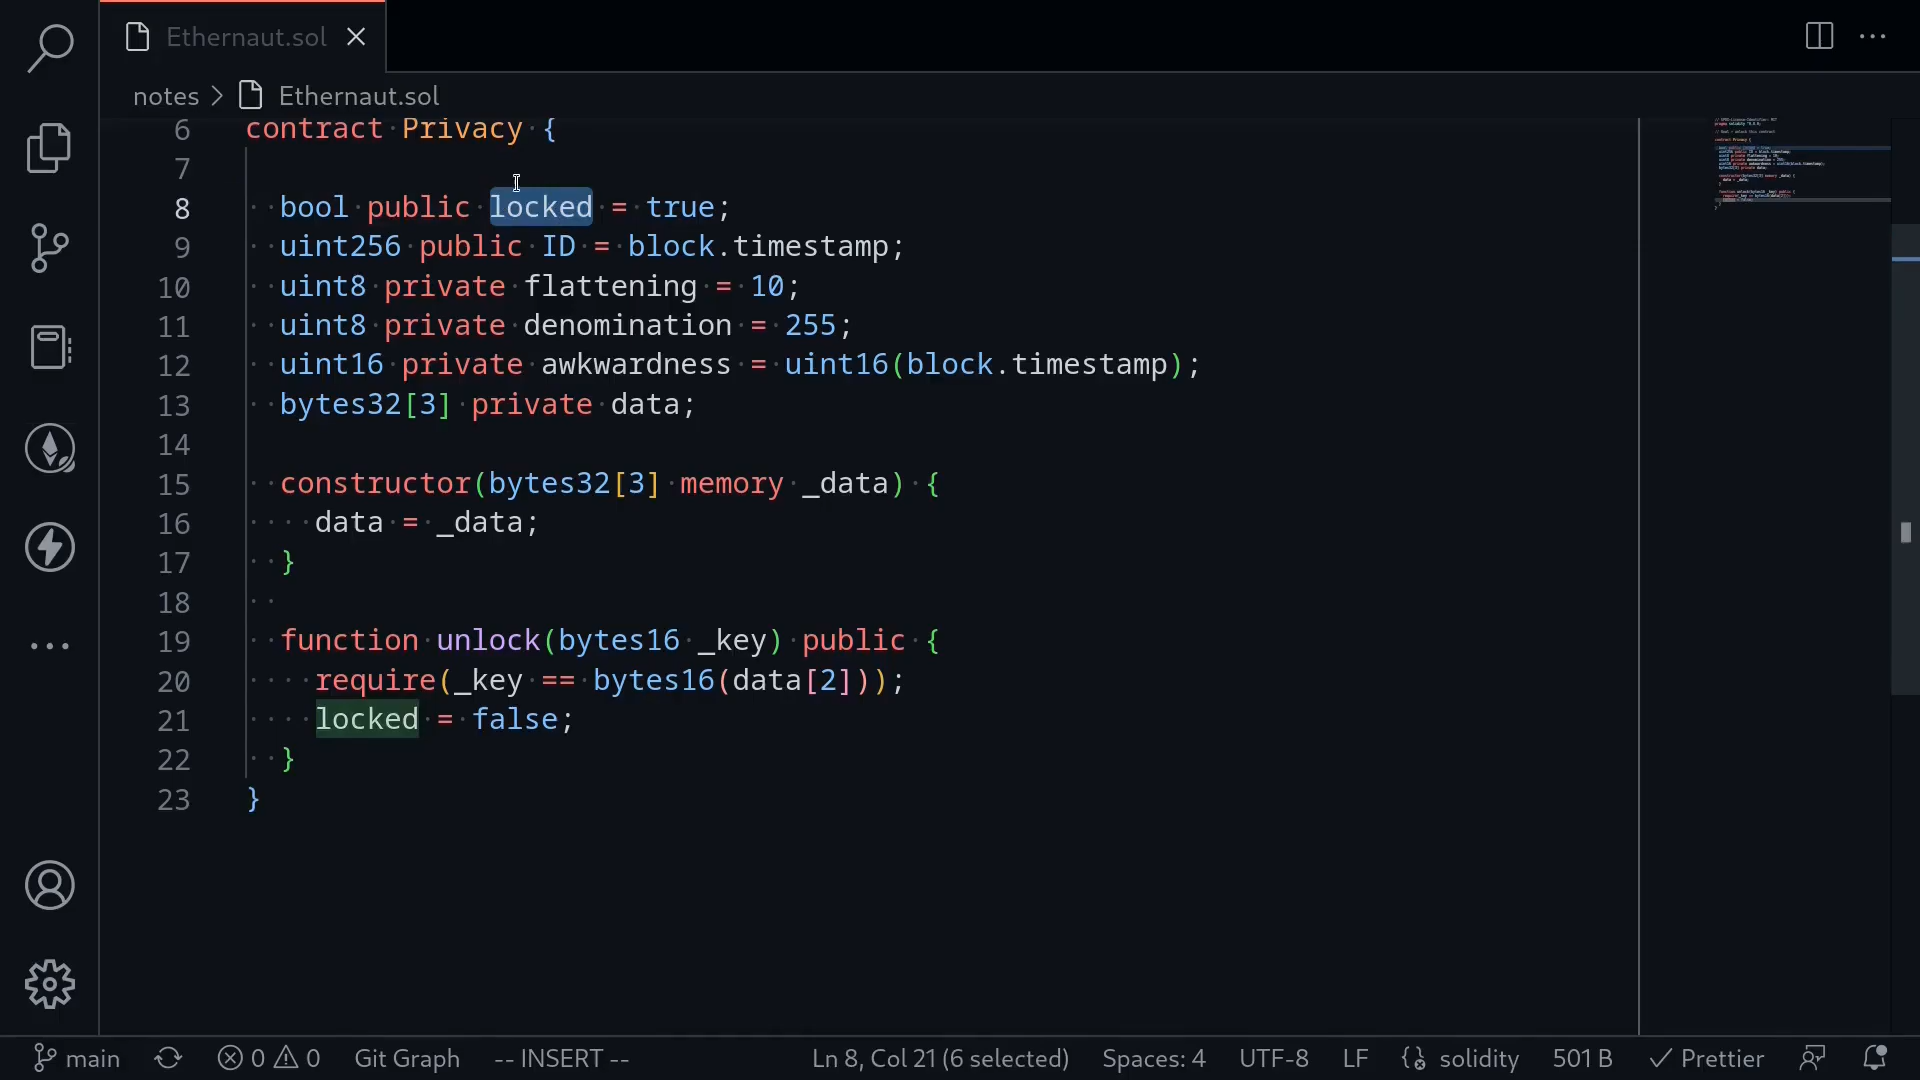 Ethernaut.sol
notes > Ethernaut.sol
6 contract Privacy {
7
8 bool public locked = true;
9 uint256 public ID = block.timestamp;
10 uint8 private flattening = 10;
11 uint8 private denomination = 255;
12 uint16 private awkwardness = uint16(block.timestamp);
13 bytes32[3] private data;
14
15 constructor(bytes32[3] memory _data) {
16 data = _data;
17 }
18
19 function unlock(bytes16 _key) public {
20 require(_key == bytes16(data[2]));
21 locked = false;
22 }
23 }
main 0 0 Git Graph -- INSERT -- Ln 8, Col 21 (6 selected) Spaces: 4 UTF-8 LF solidity 501 B Prettier